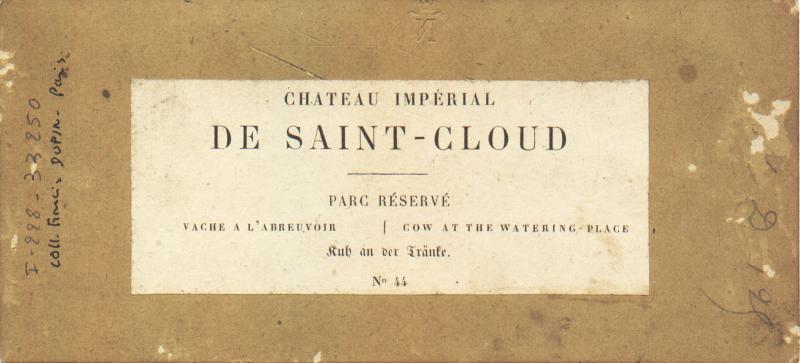 CHATEAU IMPÉRIAL
DE SAINT-CLOUD
PARC RÉSERVÉ
VACHE A L'ABREUVOIR | COW AT THE WATERING-PLACE
Kuh an der Tränke.
Nº 44
I-228-33250
Coll. Francis DUPIN - Paris.